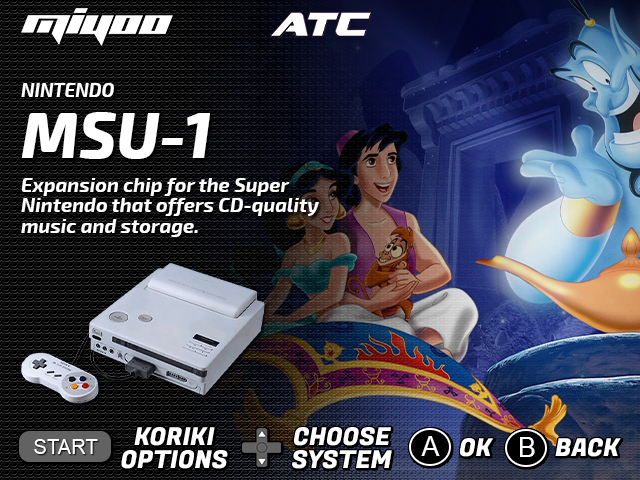 miyoo
ATC
NINTENDO
MSU-1
Expansion chip for the Super
Nintendo that offers CD-quality
music and storage.
START
KORIKI
OPTIONS
CHOOSE
SYSTEM
A OK
B BACK